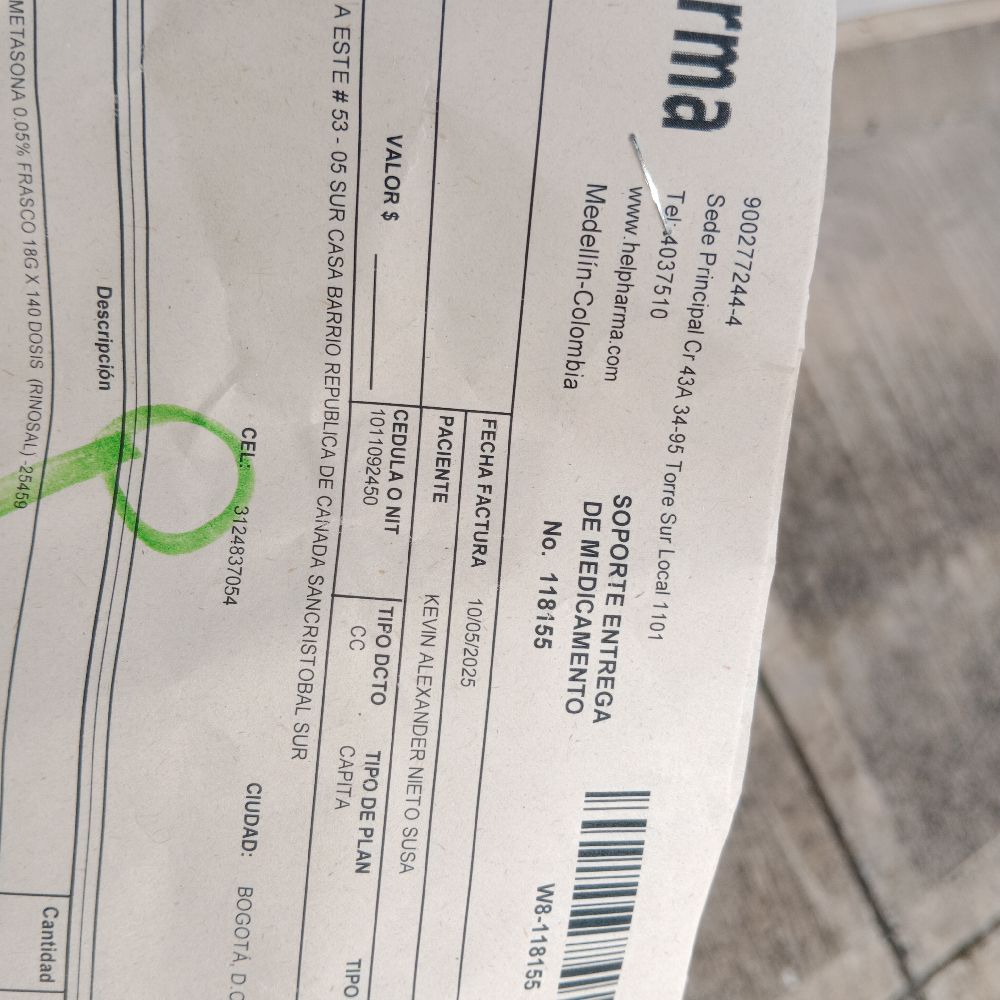 rma
900277244-4
Sede Principal Cr 43A 34-95 Torre Sur Local 1101
Tel: 4037510
www.helpharma.com
Medellín-Colombia
SOPORTE ENTREGA
DE MEDICAMENTO
No. 118155
W8-118155
FECHA FACTURA 10/05/2025
PACIENTE KEVIN ALEXANDER NIETO SUSA
VALOR $
CEDULA O NIT TIPO DCTO TIPO DE PLAN TIPO
1011092450 CC CAPITA
A ESTE # 53 - 05 SUR CASA BARRIO REPUBLICA DE CANADA SANCRISTOBAL SUR
CEL: 3124837054 CIUDAD: BOGOTÁ, D.C
Descripción Cantidad
METASONA 0.05% FRASCO 18G X 140 DOSIS (RINOSAL) -25459